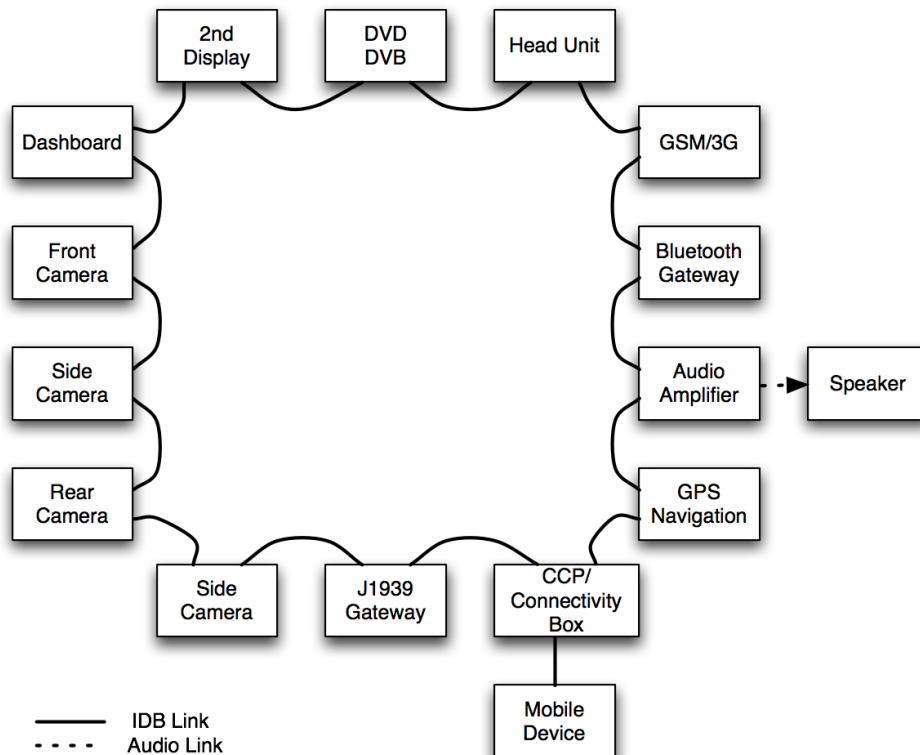 2nd
Display
DVD
DVB
Head Unit
Dashboard
GSM/3G
Front
Camera
Bluetooth
Gateway
Side
Camera
Audio
Amplifier
Speaker
Rear
Camera
GPS
Navigation
Side
Camera
J1939
Gateway
CCP/
Connectivity
Box
Mobile
Device
IDB Link
Audio Link